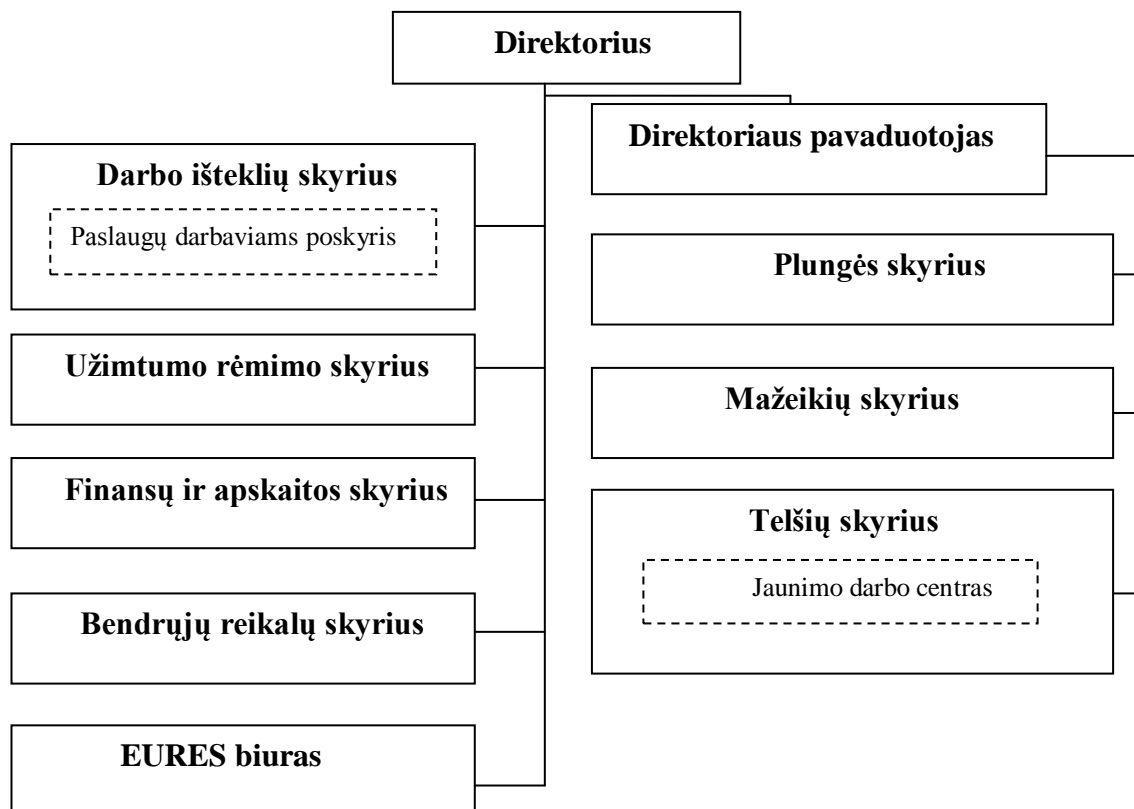 Direktorius
Direktoriaus pavaduotojas
Darbo išteklių skyrius
Paslaugų darbaviams poskyris
Plungės skyrius
Užimtumo rėmimo skyrius
Mažeikių skyrius
Finansų ir apskaitos skyrius
Telšių skyrius
Jaunimo darbo centras
Bendrųjų reikalų skyrius
EURES biuras